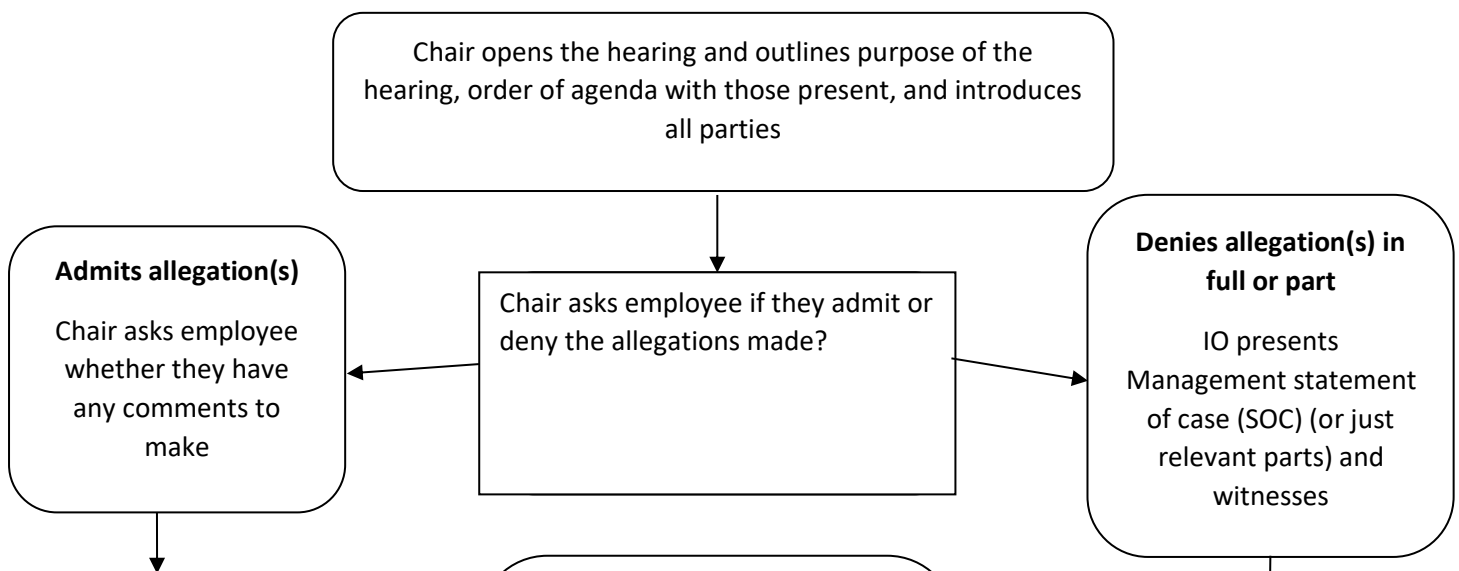 Chair opens the hearing and outlines purpose of the
hearing, order of agenda with those present, and introduces
all parties
Admits allegation(s)
Chair asks employee
whether they have
any comments to
make
Chair asks employee if they admit or
deny the allegations made?
Denies allegation(s) in
full or part
IO presents
Management statement
of case (SOC) (or just
relevant parts) and
witnesses